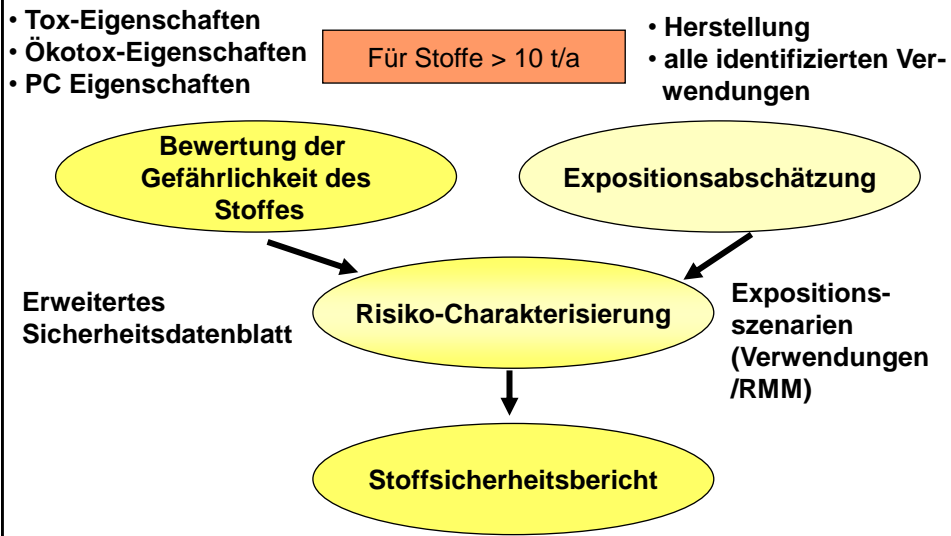 • Tox-Eigenschaften
• Ökotox-Eigenschaften
• PC Eigenschaften
Für Stoffe > 10 t/a
• Herstellung
• alle identifizierten Ver-
wendungen
Bewertung der
Gefährlichkeit des
Stoffes
Expositionsabschätzung
Erweitertes
Sicherheitsdatenblatt
Risiko-Charakterisierung
Expositions-
szenarien
(Verwendungen
/RMM)
Stoffsicherheitsbericht